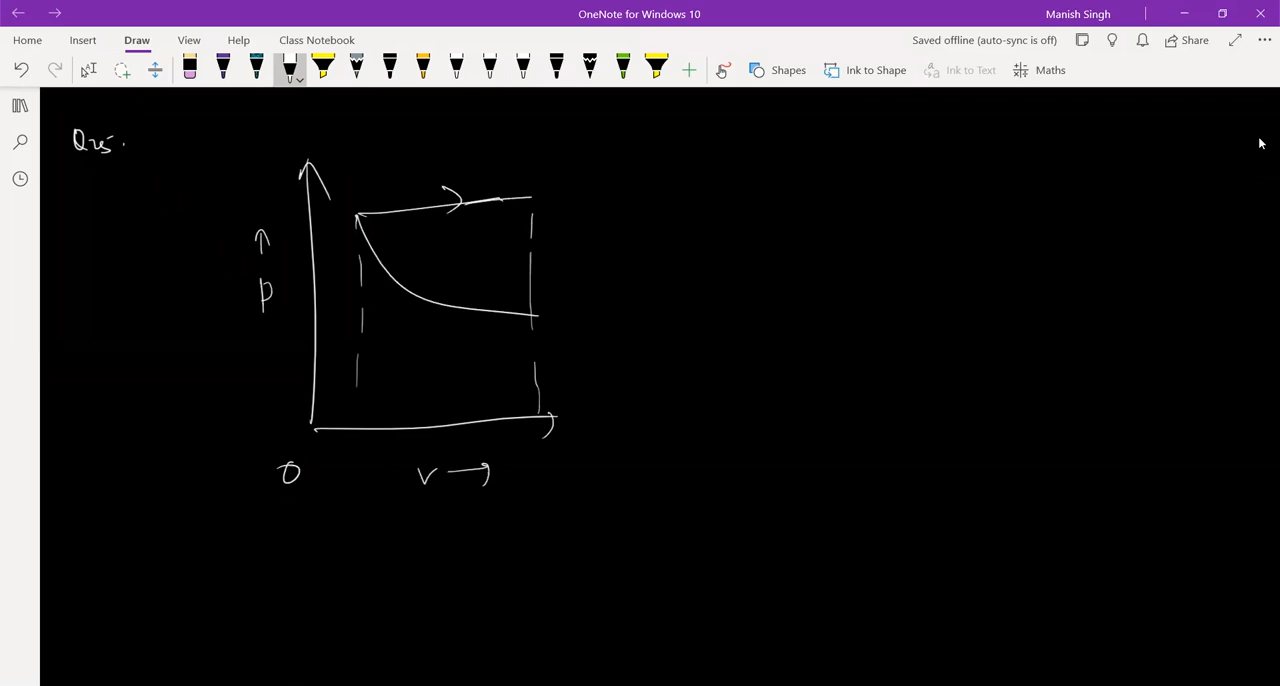 OneNote for Windows 10
Manish Singh
Home Insert Draw View Help Class Notebook
Saved offline (auto-sync is off) Share
Shapes Ink to Shape Ink to Text Maths
P
O V